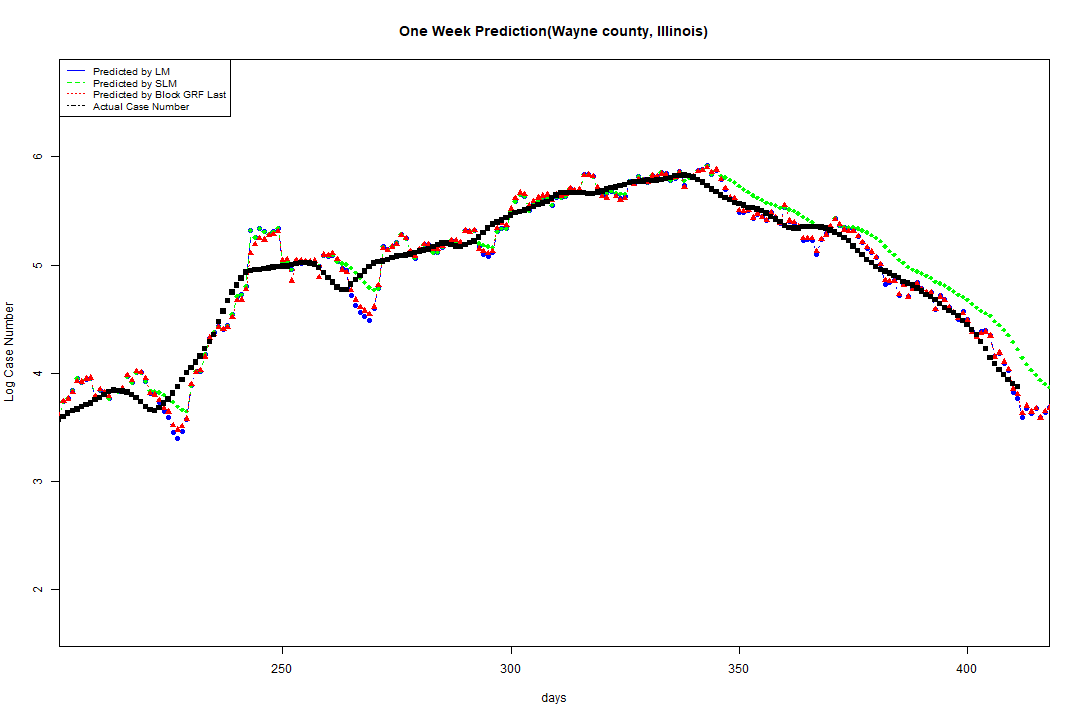 One Week Prediction(Wayne county, Illinois)
Predicted by LM
Predicted by SLM
Predicted by Block GRF Last
Actual Case Number
6
5
4
3
2
Log Case Number
250
300
350
400
days